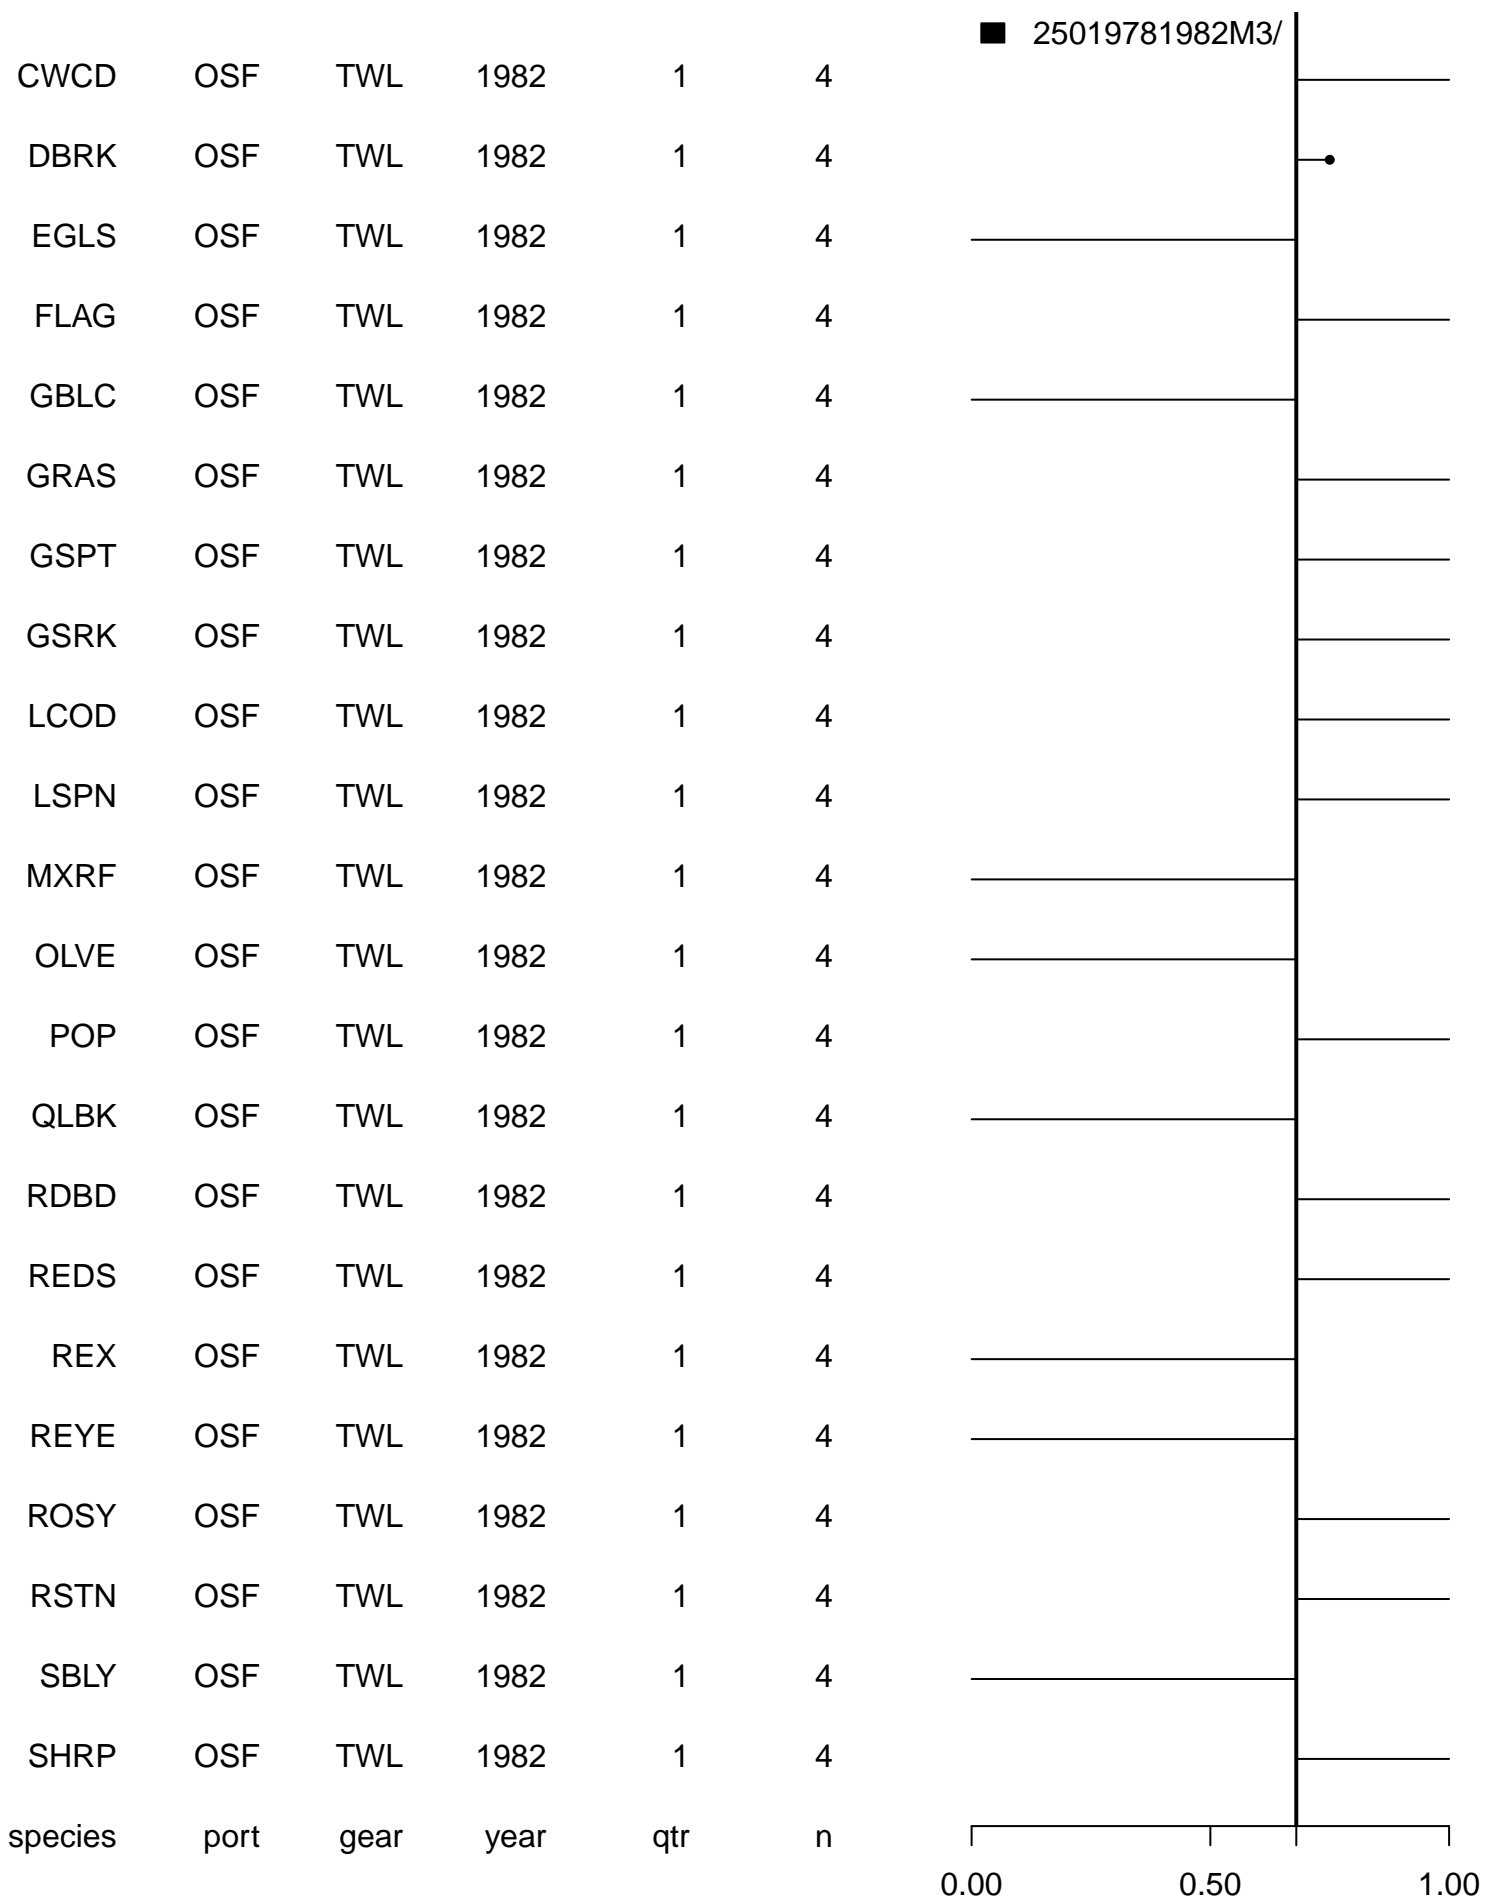 25019781982M3/
CWCD OSF TWL 1982 1 4
DBRK OSF TWL 1982 1 4
EGLS OSF TWL 1982 1 4
FLAG OSF TWL 1982 1 4
GBLC OSF TWL 1982 1 4
GRAS OSF TWL 1982 1 4
GSPT OSF TWL 1982 1 4
GSRK OSF TWL 1982 1 4
LCOD OSF TWL 1982 1 4
LSPN OSF TWL 1982 1 4
MXRF OSF TWL 1982 1 4
OLVE OSF TWL 1982 1 4
POP OSF TWL 1982 1 4
QLBK OSF TWL 1982 1 4
RDBD OSF TWL 1982 1 4
REDS OSF TWL 1982 1 4
REX OSF TWL 1982 1 4
REYE OSF TWL 1982 1 4
ROSY OSF TWL 1982 1 4
RSTN OSF TWL 1982 1 4
SBLY OSF TWL 1982 1 4
SHRP OSF TWL 1982 1 4
species port gear year qtr n
0.00 0.50 1.00